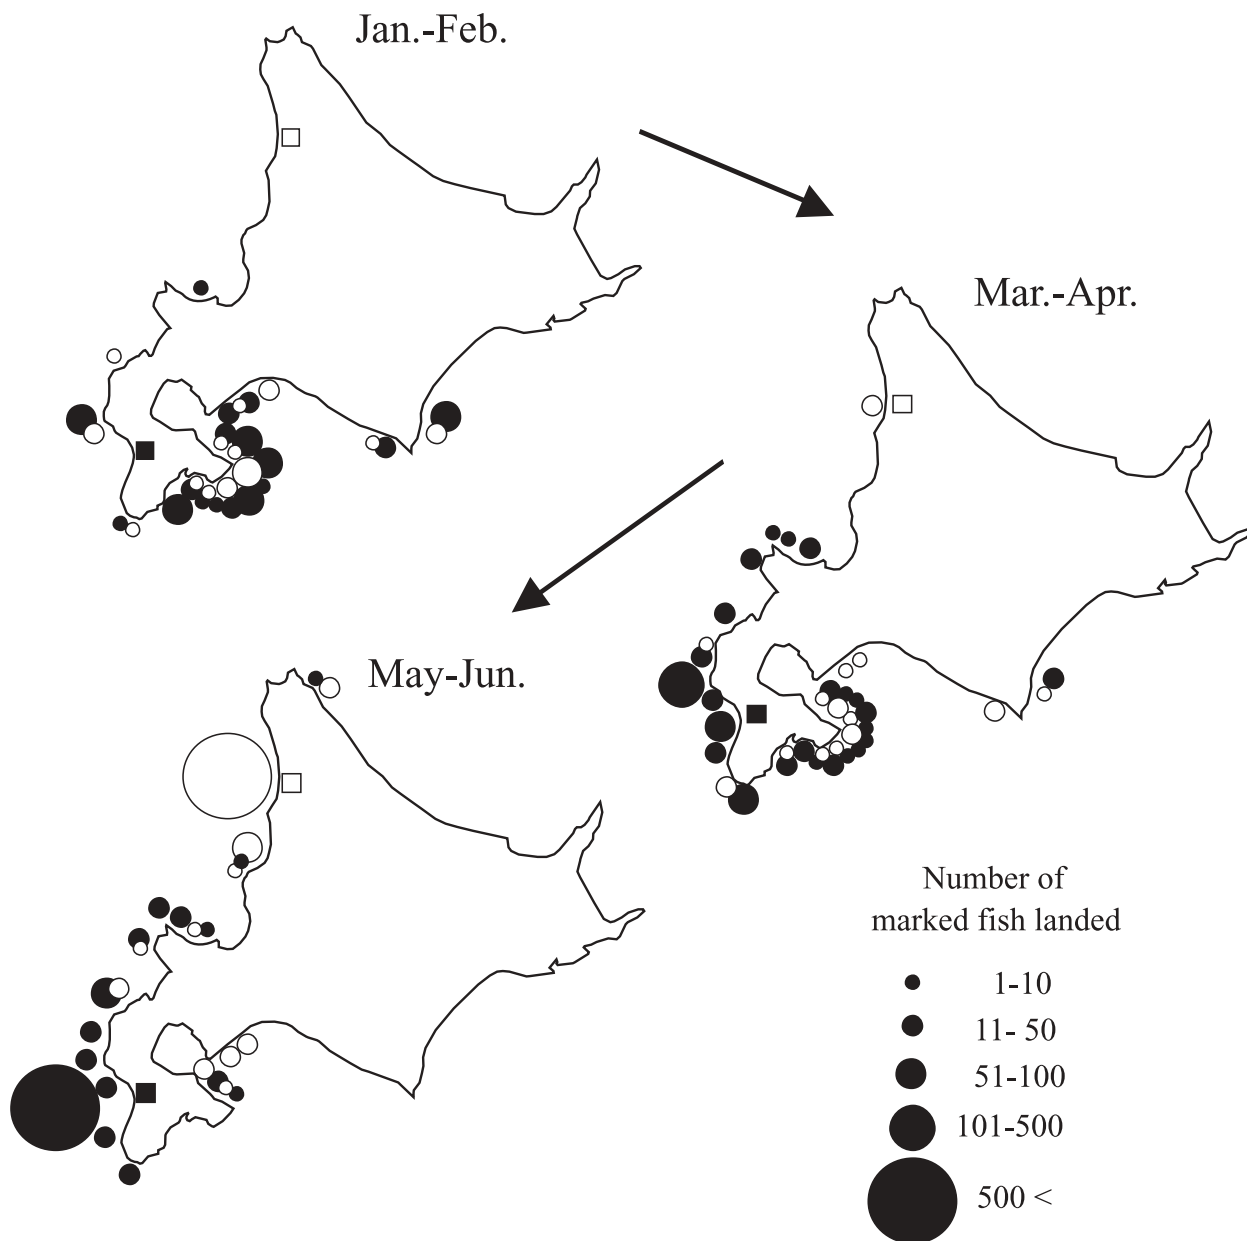 Jan.-Feb.
Mar.-Apr.
May-Jun.
Number of
marked fish landed
1-10
11- 50
51-100
101-500
500 <